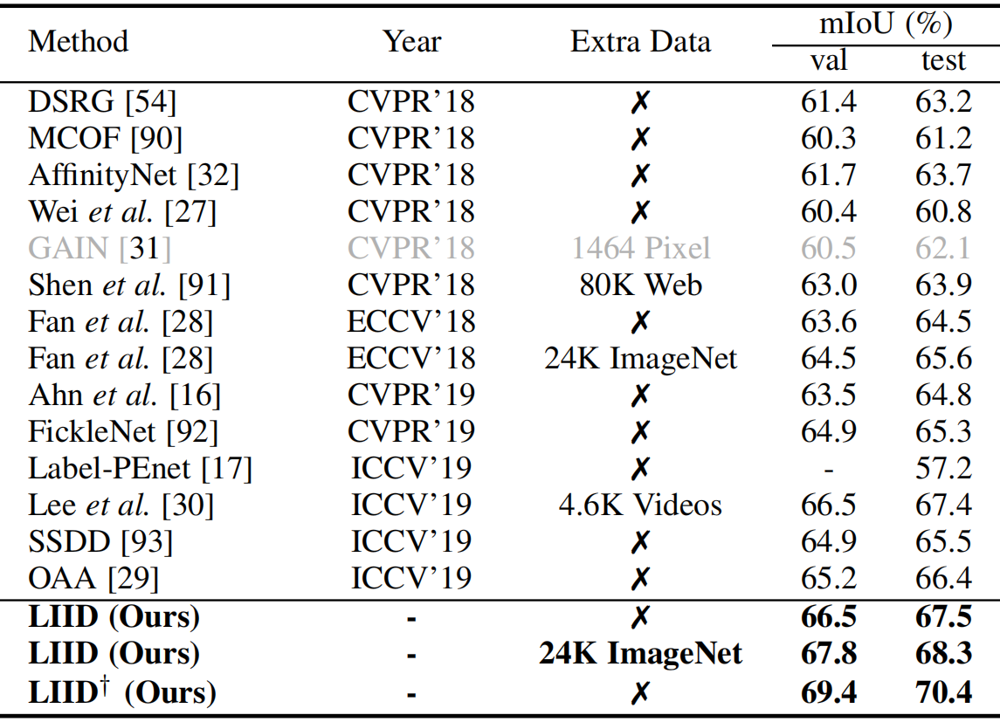 Method Year Extra Data mIoU (%)
val test
DSRG [54] CVPR’18 ✗ 61.4 63.2
MCOF [90] CVPR’18 ✗ 60.3 61.2
AffinityNet [32] CVPR’18 ✗ 61.7 63.7
Wei et al. [27] CVPR’18 ✗ 60.4 60.8
GAIN [31] CVPR’18 1464 Pixel 60.5 62.1
Shen et al. [91] CVPR’18 80K Web 63.0 63.9
Fan et al. [28] ECCV’18 ✗ 63.6 64.5
Fan et al. [28] ECCV’18 24K ImageNet 64.5 65.6
Ahn et al. [16] CVPR’19 ✗ 63.5 64.8
FickleNet [92] CVPR’19 ✗ 64.9 65.3
Label-PEnet [17] ICCV’19 ✗ - 57.2
Lee et al. [30] ICCV’19 4.6K Videos 66.5 67.4
SSDD [93] ICCV’19 ✗ 64.9 65.5
OAA [29] ICCV’19 ✗ 65.2 66.4
LIID (Ours) - ✗ 66.5 67.5
LIID (Ours) - 24K ImageNet 67.8 68.3
LIID† (Ours) - ✗ 69.4 70.4